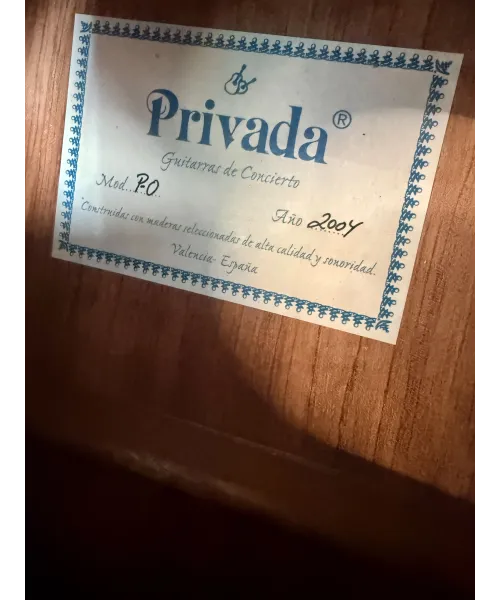 Privada®
Guitarras de Concierto
Mod... P-O..
Año 2004
Construidas con maderas seleccionadas de alta calidad y sonoridad.
Valencia- España